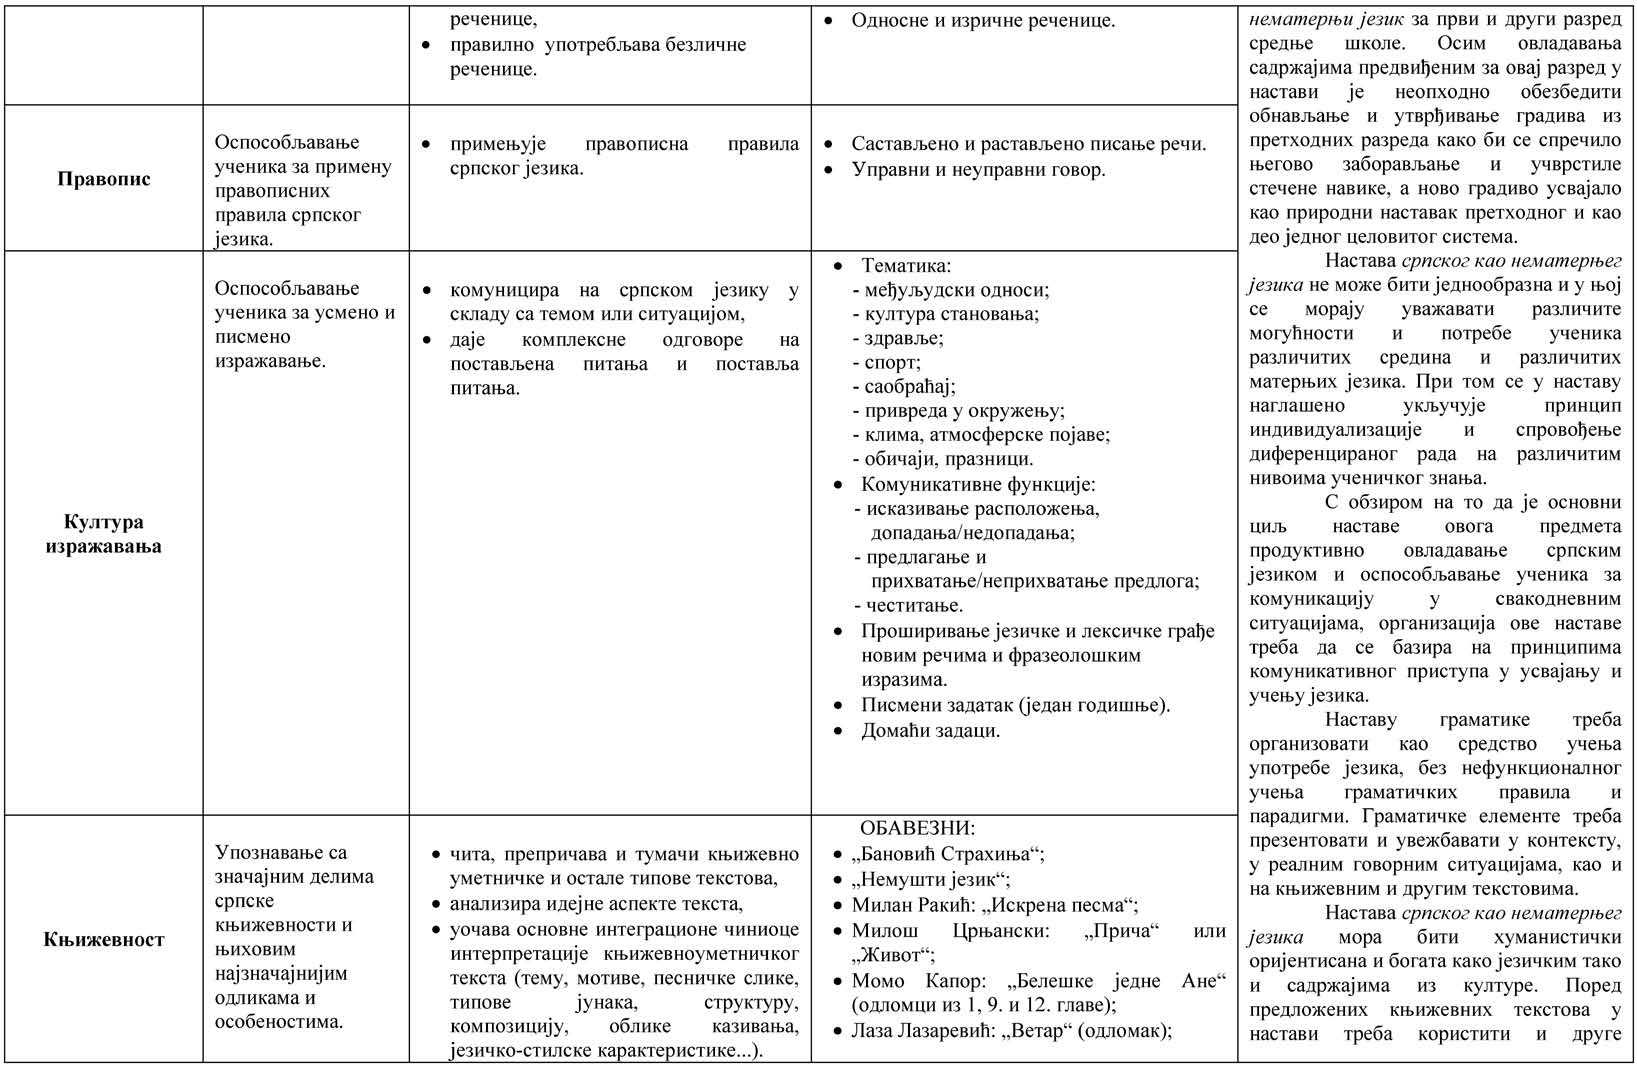 реченице,
• правилно употребљава безличне
реченице.
• Односне и изричне реченице.
Правопис
Оспособљавање
ученика за примену
правописних
правила српског
језика.
• примењује правописна правила
српског језика.
• Састављено и растављено писање речи.
• Управни и неуправни говор.
Култура
изражавања
Оспособљавање
ученика за усмено и
писмено
изражавање.
• комуницира на српском језику у
складу са темом или ситуацијом,
• даје комплексне одговоре на
постављена питања и поставља
питања.
• Тематика:
- међуљудски односи;
- култура становања;
- здравље;
- спорт;
- саобраћај;
- привреда у окружењу;
- клима, атмосферске појаве;
- обичаји, празници.
• Комуникативне функције:
- исказивање расположења,
допадања/недопадања;
- предлагање и
прихватање/неприхватање предлога;
- честитање.
• Проширивање језичке и лексичке грађе
новим речима и фразеолошким
изразима.
• Писмени задатак (један годишње).
• Домаћи задаци.
Књижевност
Упознавање са
значајним делима
српске
књижевности и
њиховим
најзначајнијим
одликама и
особеностима.
• чита, препричава и тумачи књижевно
уметничке и остале типове текстова,
• анализира идејне аспекте текста,
• уочава основне интеграционе чиниоце
интерпретације књижевноуметничког
текста (тему, мотиве, песничке слике,
типове јунака, структуру,
композицију, облике казивања,
језичко-стилске карактеристике...).
ОБАВЕЗНИ:
• „Бановић Страхиња“;
• „Немушти језик“;
• Милан Ракић: „Искрена песма“;
• Милош Црњански: „Прича“ или
„Живот“;
• Момо Капор: „Белешке једне Ане“
(одломци из 1, 9. и 12. главе);
• Лаза Лазаревић: „Ветар“ (одломак);
нематерњи језик за први и други разред
средње школе. Осим овладавања
садржајима предвиђеним за овај разред у
настави је неопходно обезбедити
обнављање и утврђивање градива из
претходних разреда како би се спречило
његово заборављање и учврстиле
стечене навике, а ново градиво усвајало
као природни наставак претходног и као
део једног целовитог система.
Настава српског као нематерњег
језика не може бити једнообразна и у њој
се морају уважавати различите
могућности и потребе ученика
различитих средина и различитих
матерњих језика. При том се у наставу
наглашено укључује принцип
индивидуализације и спровођење
диференцираног рада на различитим
нивоима ученичког знања.
С обзиром на то да је основни
циљ наставе овога предмета
продуктивно овладавање српским
језиком и оспособљавање ученика за
комуникацију у свакодневним
ситуацијама, организација ове наставе
треба да се базира на принципима
комуникативног приступа у усвајању и
учењу језика.
Наставу граматике треба
организовати као средство учења
употребе језика, без нефункционалног
учења граматичких правила и
парадигми. Граматичке елементе треба
презентовати и увежбавати у контексту,
у реалним говорним ситуацијама, као и
на књижевним и другим текстовима.
Настава српског као нематерњег
језика мора бити хуманистички
оријентисана и богата како језичким тако
и садржајима из културе. Поред
предложених књижевних текстова у
настави треба користити и друге